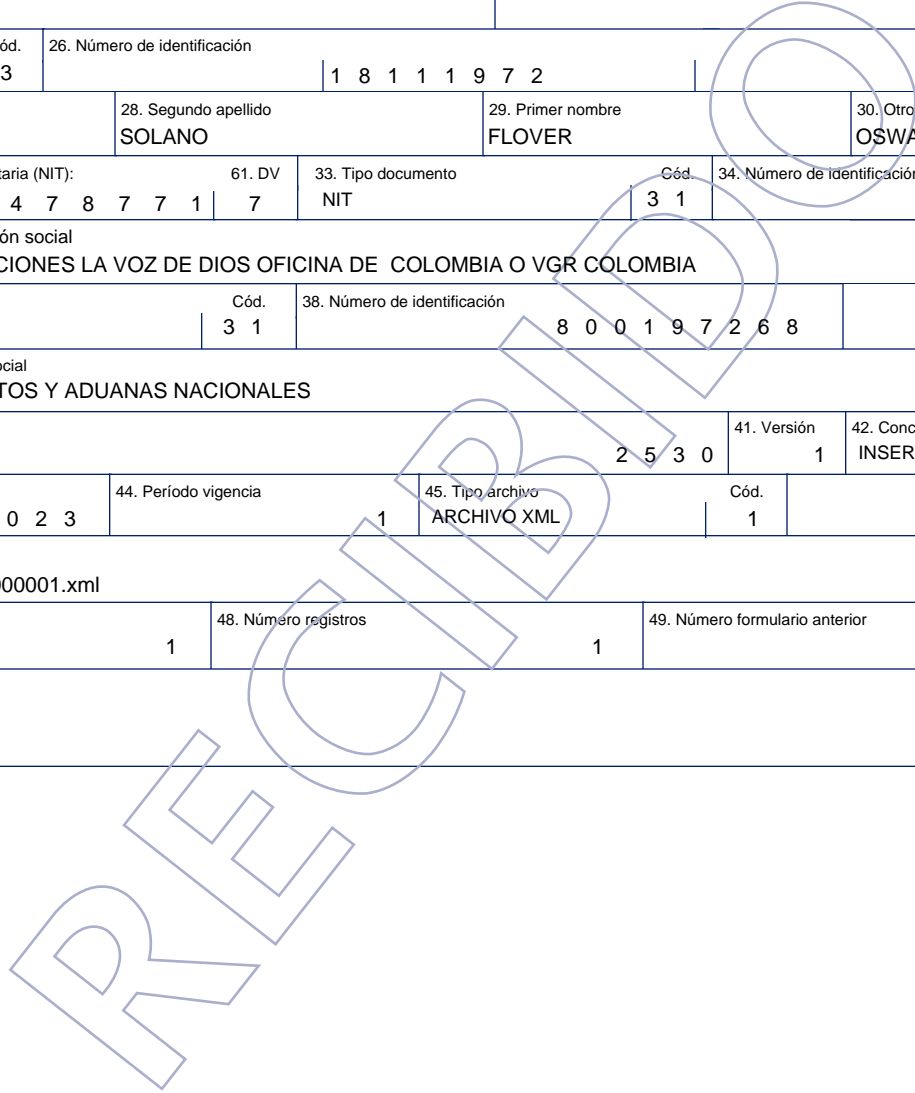 ód. 26. Número de identificación
3 1 8 1 1 1 9 7 2
28. Segundo apellido 29. Primer nombre 30. Otro
SOLANO FLOVER OSWA
taria (NIT): 61. DV 33. Tipo documento Cód. 34. Número de identificación
4 7 8 7 7 1 7 NIT 3 1
ón social
CIONES LA VOZ DE DIOS OFICINA DE COLOMBIA O VGR COLOMBIA
Cód. 38. Número de identificación
3 1 8 0 0 1 9 7 2 6 8
ocial
TOS Y ADUANAS NACIONALES
41. Versión 42. Conc
2 5 3 0 1 INSER
44. Período vigencia 45. Tipo archivo Cód.
0 2 3 1 ARCHIVO XML 1
000001.xml
48. Número registros 49. Número formulario anterior
1 1
RECIBIDO